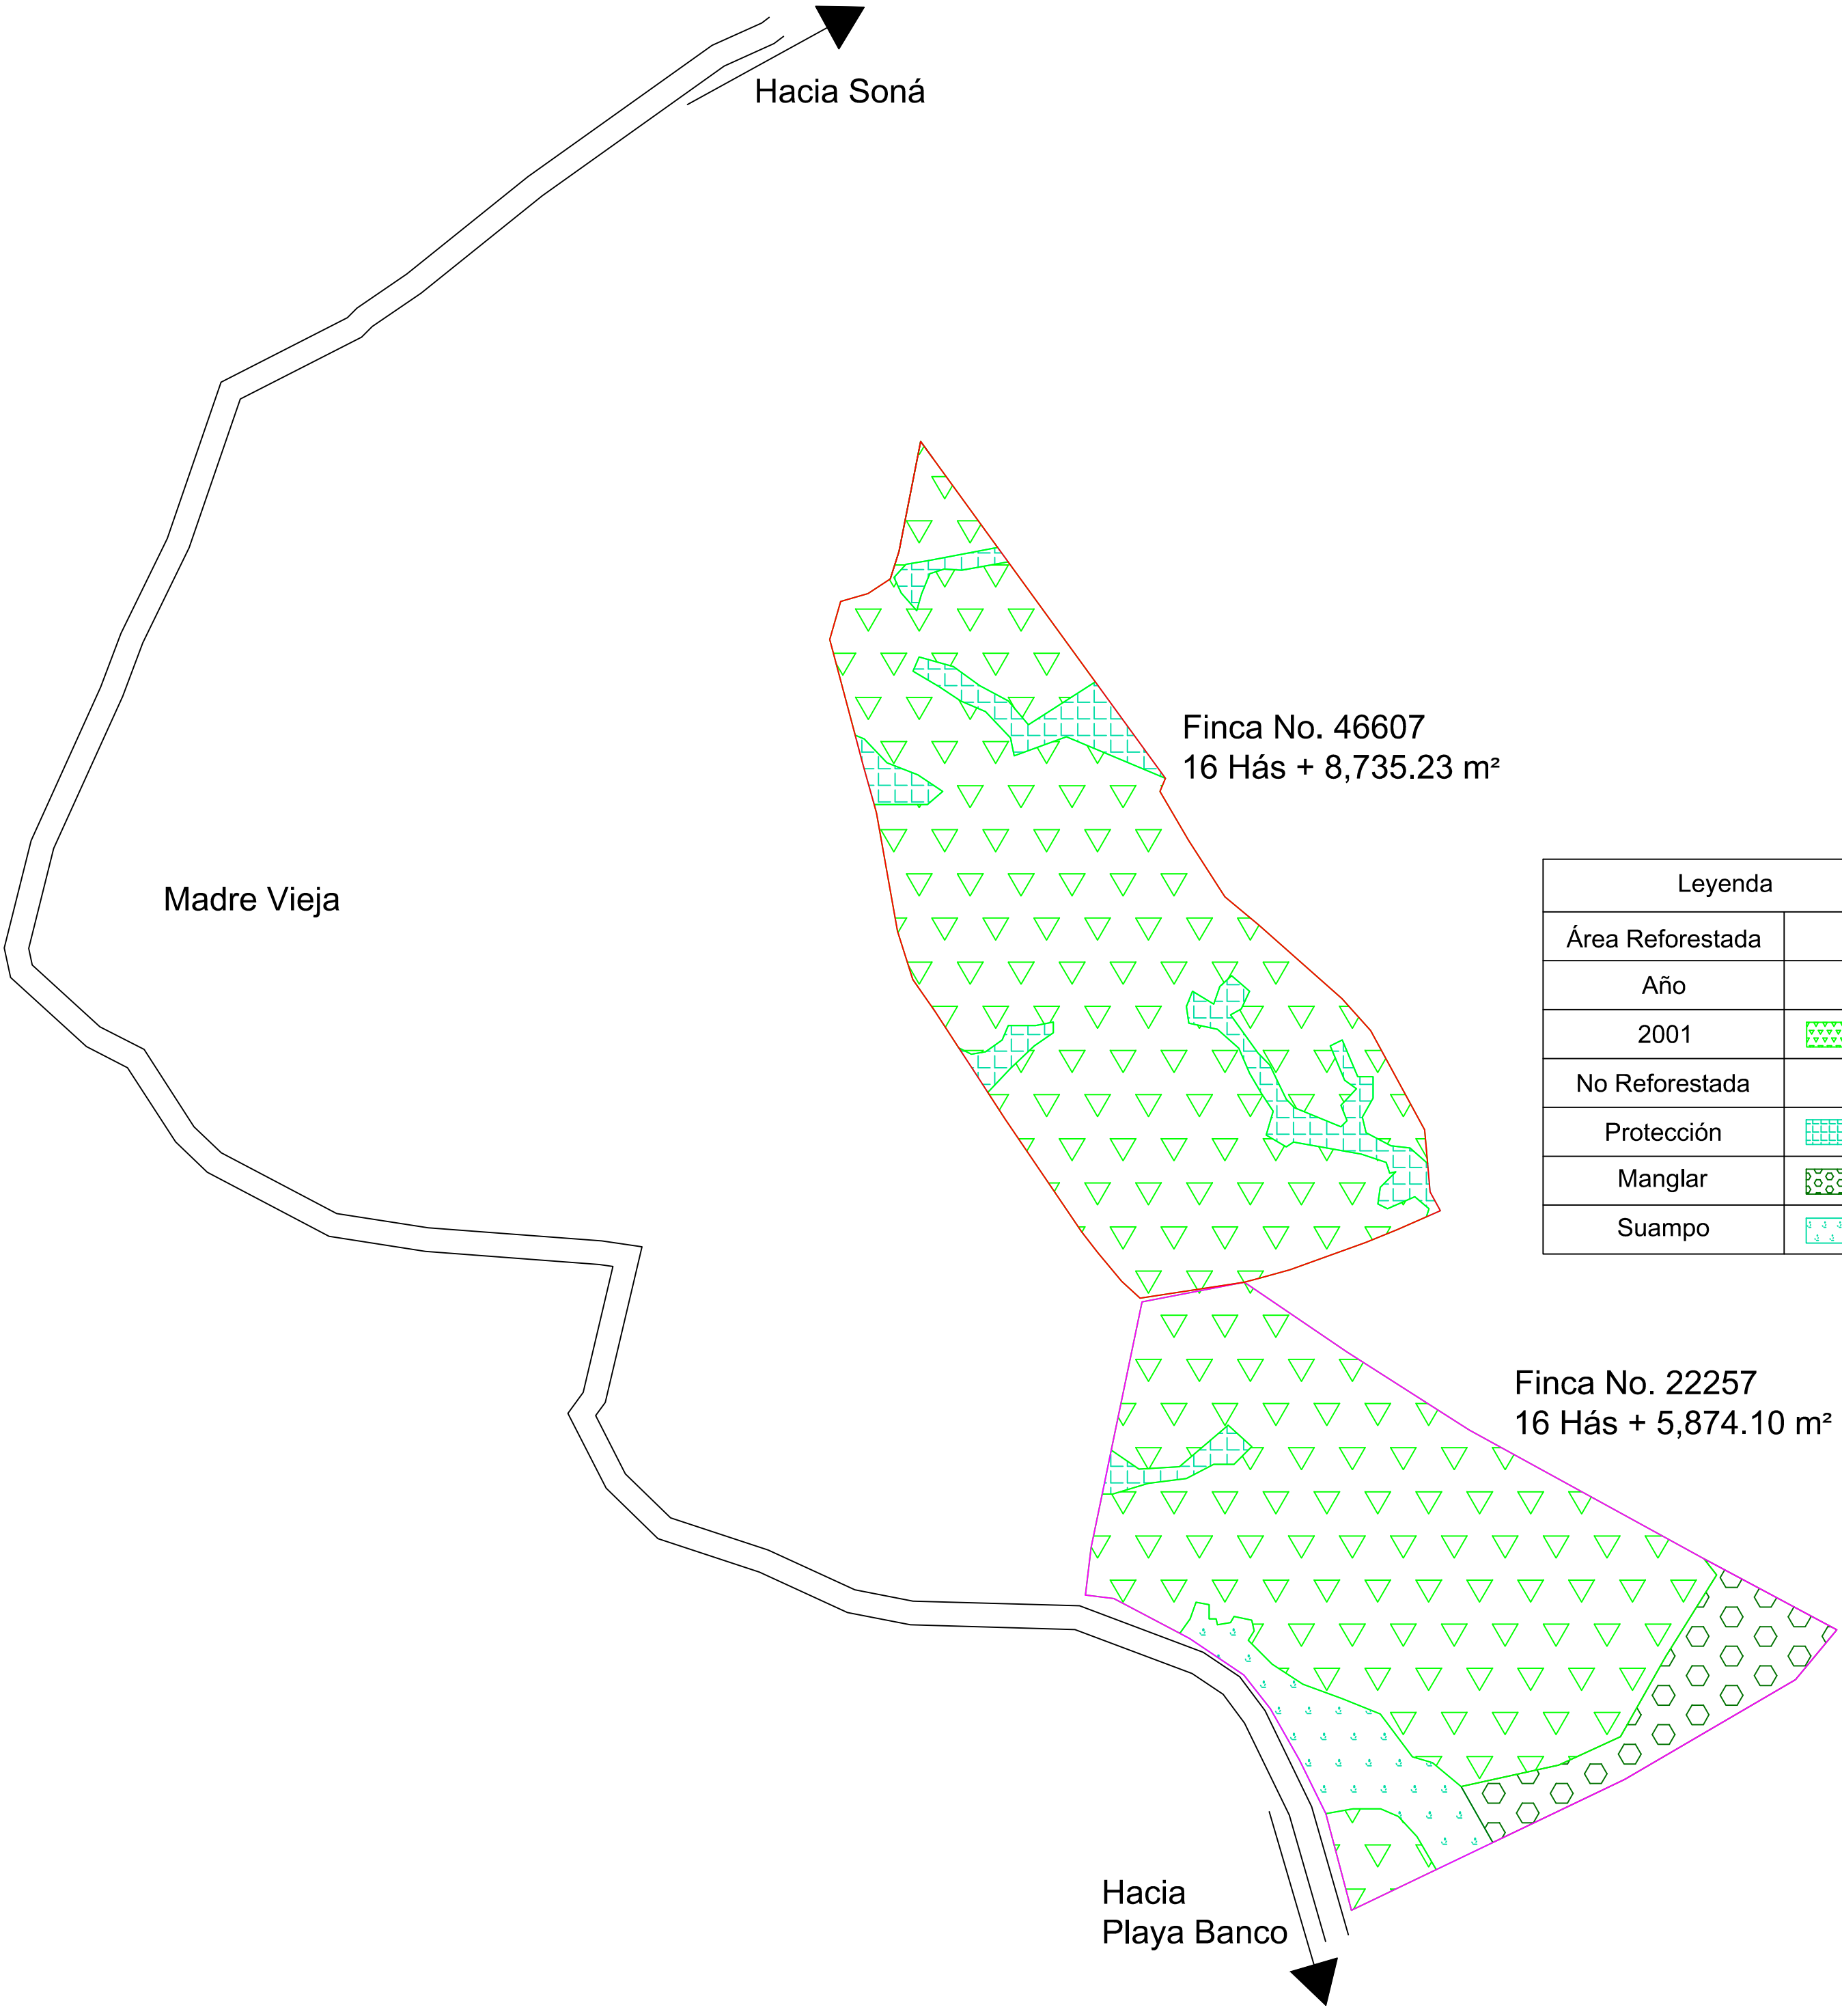 Hacia Soná
Finca No. 46607
16 Hás + 8,735.23 m²
Madre Vieja
Leyenda
Área Reforestada
Año
2001
No Reforestada
Protección
Manglar
Suampo
Finca No. 22257
16 Hás + 5,874.10 m²
Hacia
Playa Banco